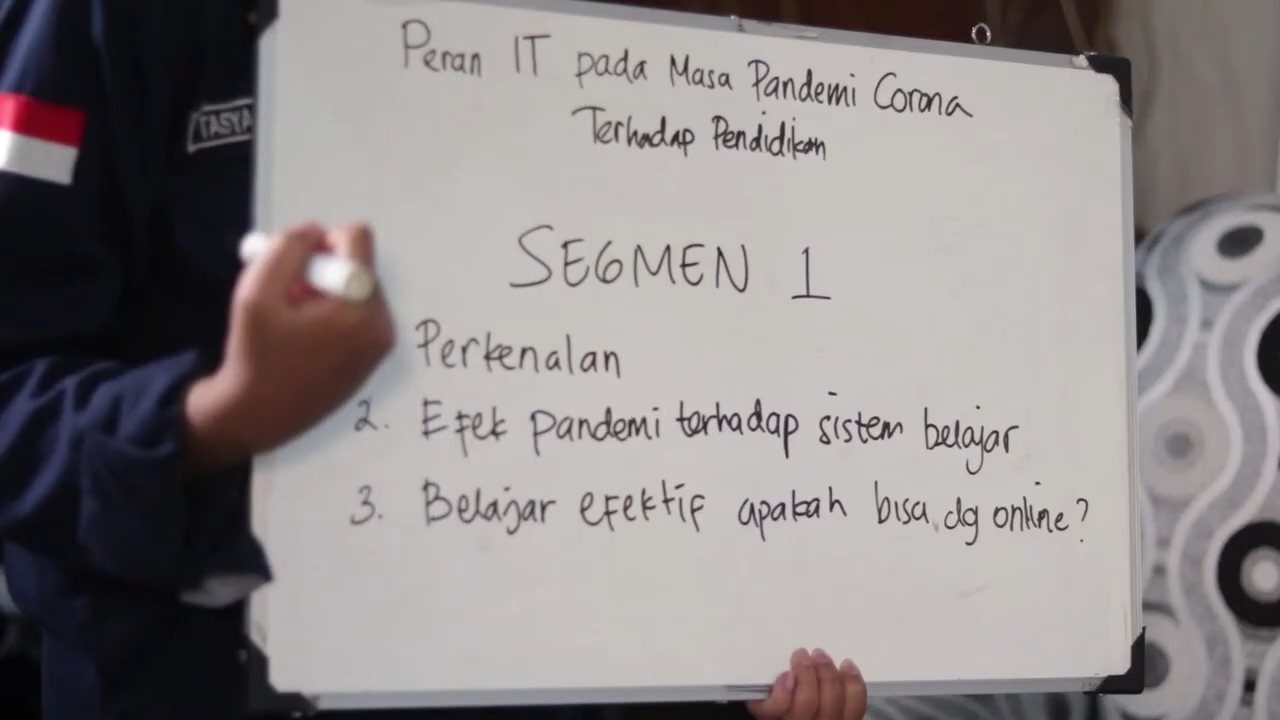 Peran IT pada Masa Pandemi Corona
Terhadap Pendidikan
TASYA
SEGMEN 1
Perkenalan
2. Efek pandemi terhadap sistem belajar
3. Belajar efektif apakah bisa dg online?